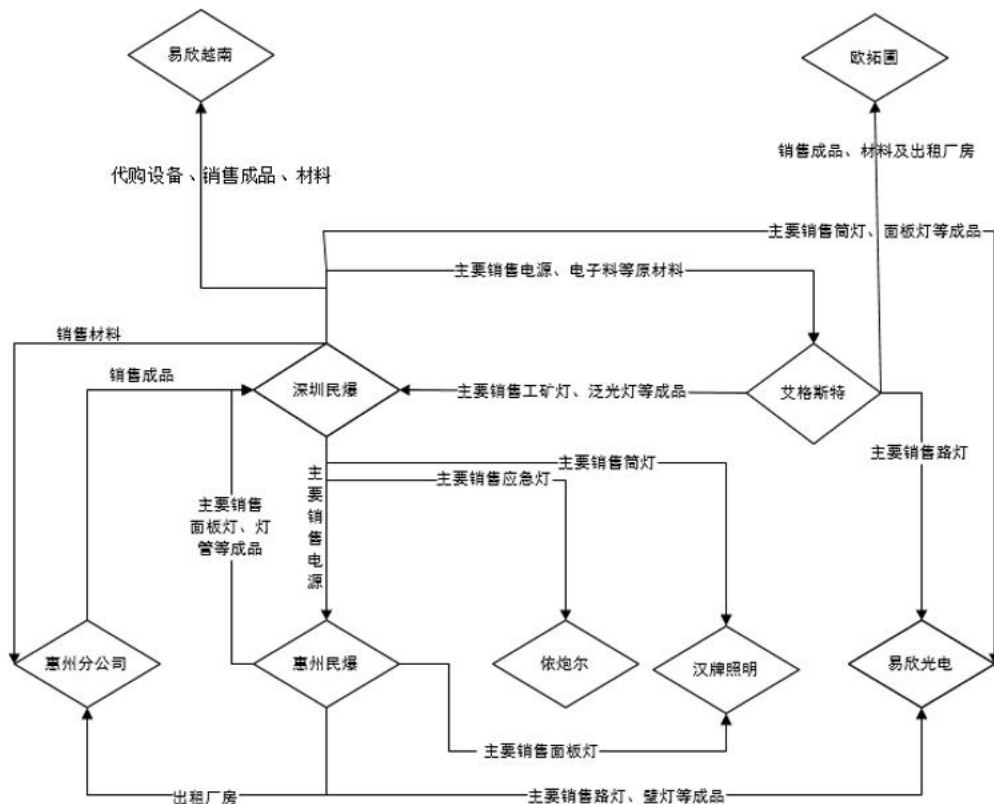 易欣越南
欧拓圃
销售成品、材料及出租厂房
代购设备、销售成品、材料
主要销售筒灯、面板灯等成品
主要销售电源、电子料等原材料
销售材料
销售成品
深圳民爆
主要销售工矿灯、泛光灯等成品
艾格斯特
主要销售路灯
主要销售筒灯
主要销售应急灯
主要销售电源
主要销售
面板灯、灯
管等成品
惠州分公司
惠州民爆
侬炮尔
汉牌照明
易欣光电
主要销售面板灯
出租厂房
主要销售路灯、壁灯等成品